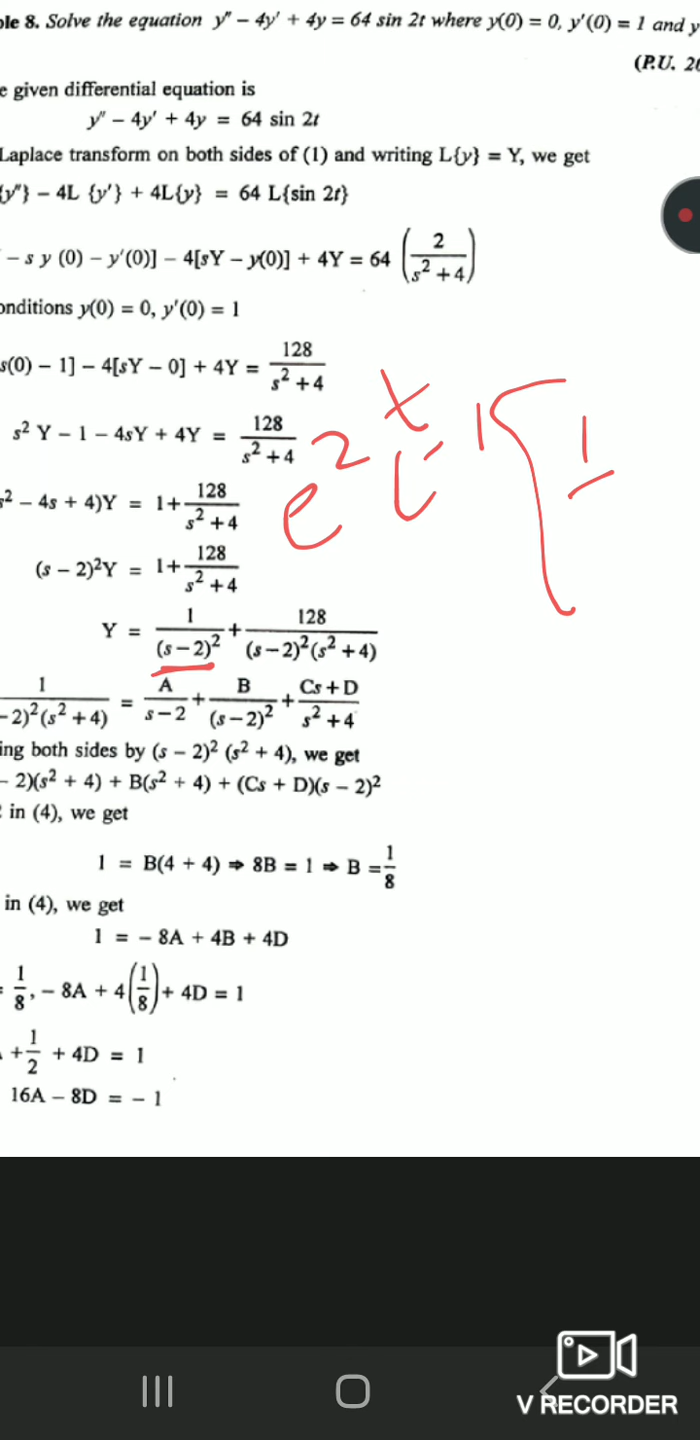 ple 8. Solve the equation y″ − 4y′ + 4y = 64 sin 2t where y(0) = 0, y′(0) = 1 and y
(P.U. 20
e given differential equation is
y″ − 4y′ + 4y = 64 sin 2t
Laplace transform on both sides of (1) and writing L{y} = Y, we get
{y″} − 4L {y′} + 4L{y} = 64 L{sin 2t}
− s y (0) − y′(0)] − 4[sY − y(0)] + 4Y = 64 (2/(s² + 4))
onditions y(0) = 0, y′(0) = 1
s(0) − 1] − 4[sY − 0] + 4Y = 128/(s² + 4)
s² Y − 1 − 4sY + 4Y = 128/(s² + 4)
s² − 4s + 4)Y = 1+ 128/(s² + 4)
(s − 2)²Y = 1+ 128/(s² + 4)
e^2t L⁻¹ [ 1
Y = 1/(s − 2)² + 128/((s − 2)²(s² + 4))
1/(− 2)²(s² + 4) = A/(s − 2) + B/(s − 2)² + (Cs + D)/(s² + 4)
ing both sides by (s − 2)² (s² + 4), we get
− 2)(s² + 4) + B(s² + 4) + (Cs + D)(s − 2)²
in (4), we get
1 = B(4 + 4) ⇒ 8B = 1 ⇒ B = 1/8
in (4), we get
1 = − 8A + 4B + 4D
= 1/8, − 8A + 4(1/8) + 4D = 1
+ 1/2 + 4D = 1
16A − 8D = − 1
V RECORDER